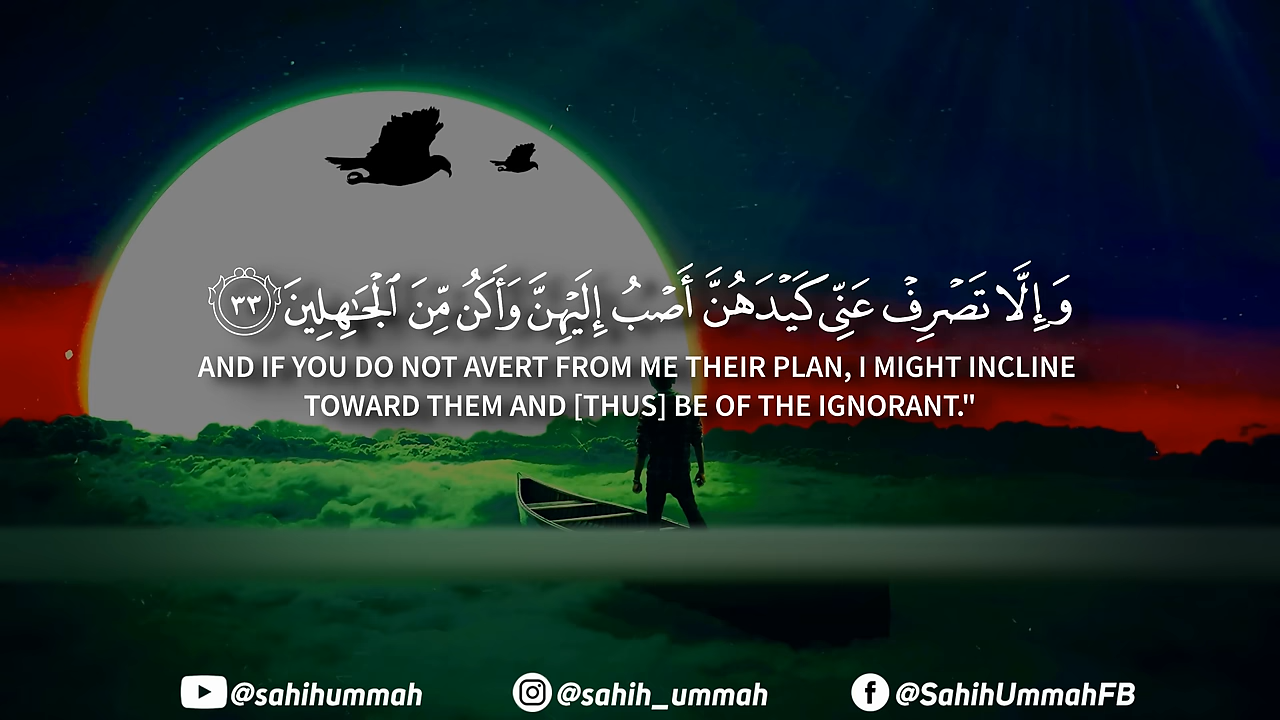 وَإِلَّا تَصْرِفْ عَنِّى كَيْدَهُنَّ أَصْبُ إِلَيْهِنَّ وَأَكُن مِّنَ ٱلْجَـٰهِلِينَ ٣٣
AND IF YOU DO NOT AVERT FROM ME THEIR PLAN, I MIGHT INCLINE
TOWARD THEM AND [THUS] BE OF THE IGNORANT."
@sahihummah @sahih_ummah @SahihUmmahFB